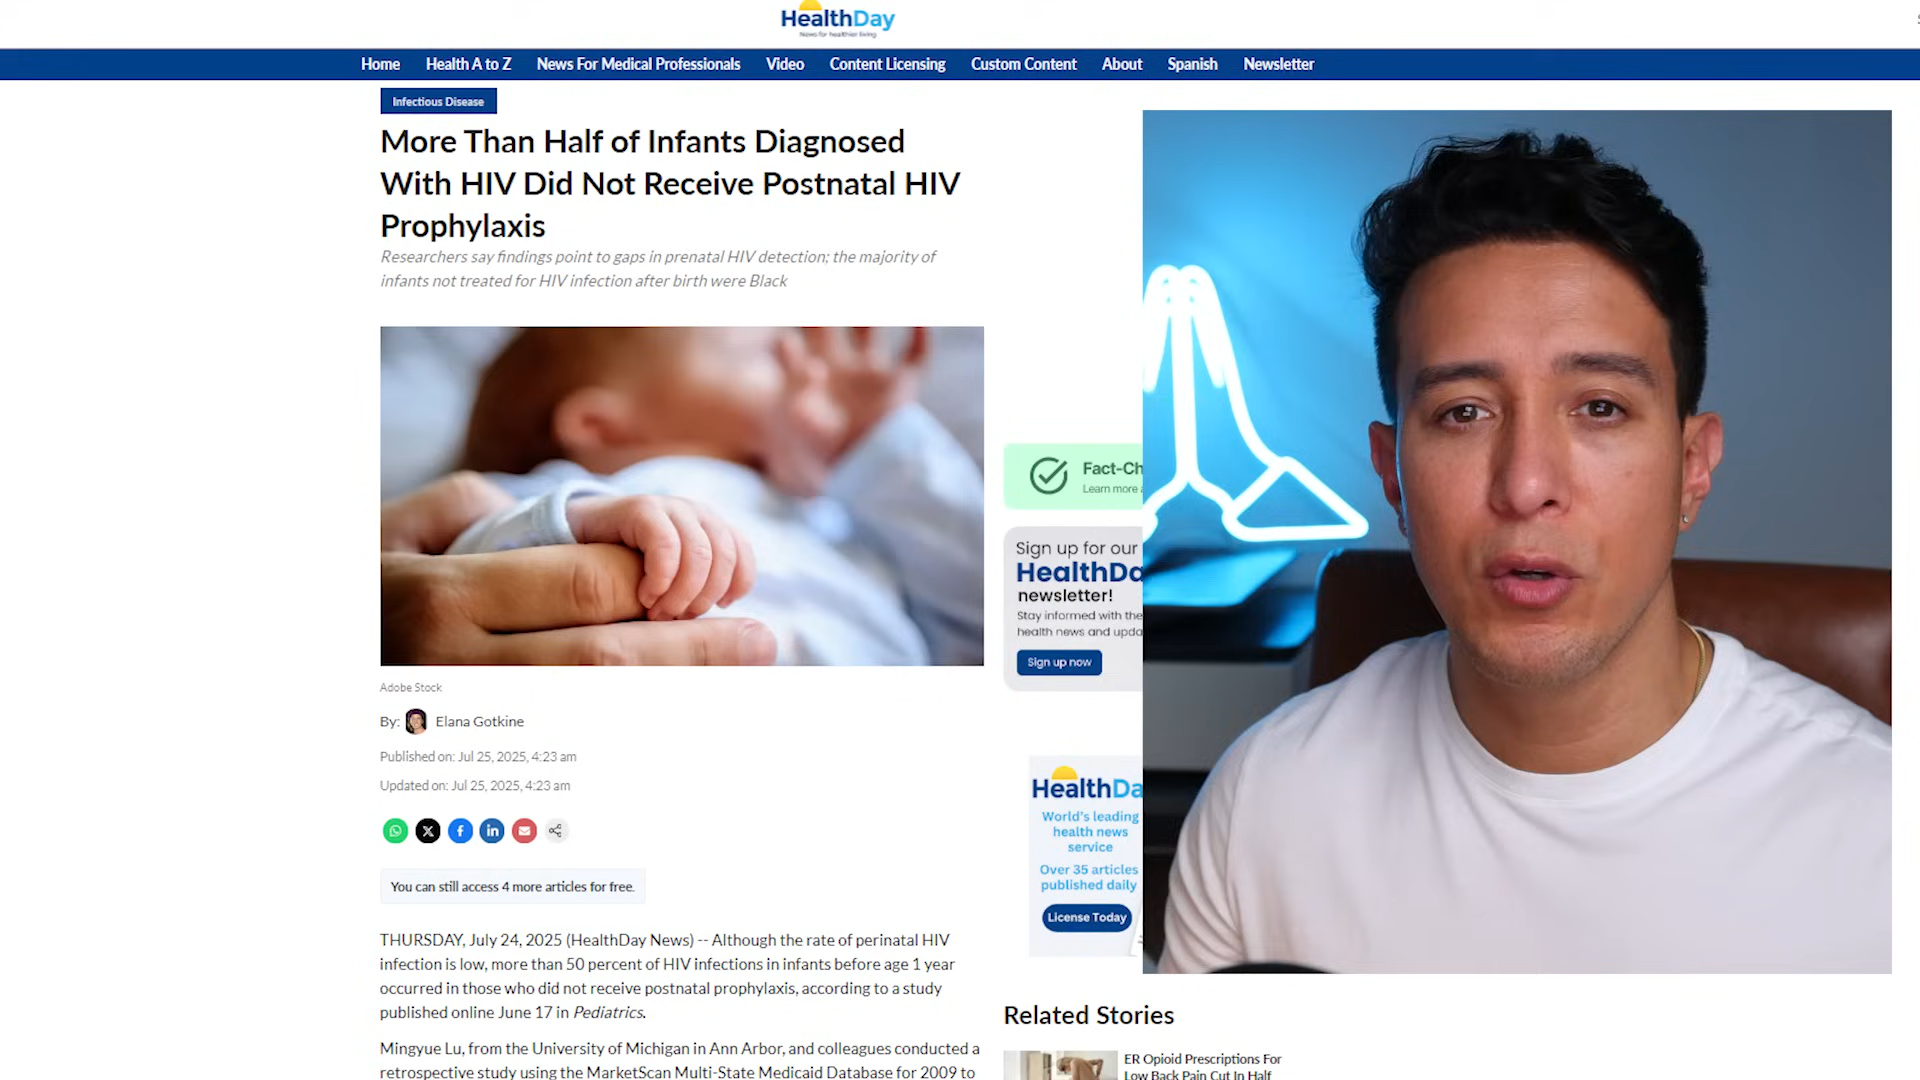 HealthDay
News for healthier living
Home Health A to Z News For Medical Professionals Video Content Licensing Custom Content About Spanish Newsletter
Infectious Disease
More Than Half of Infants Diagnosed
With HIV Did Not Receive Postnatal HIV
Prophylaxis
Researchers say findings point to gaps in prenatal HIV detection; the majority of
infants not treated for HIV infection after birth were Black
Adobe Stock
By: Elana Gotkine
Published on: Jul 25, 2025, 4:23 am
Updated on: Jul 25, 2025, 4:23 am
You can still access 4 more articles for free.
THURSDAY, July 24, 2025 (HealthDay News) -- Although the rate of perinatal HIV
infection is low, more than 50 percent of HIV infections in infants before age 1 year
occurred in those who did not receive postnatal prophylaxis, according to a study
published online June 17 in Pediatrics.
Mingyue Lu, from the University of Michigan in Ann Arbor, and colleagues conducted a
retrospective study using the MarketScan Multi-State Medicaid Database for 2009 to
Fact-Ch
Learn more
Sign up for our
HealthDa
newsletter!
Stay informed with the
health news and upda
Sign up now
HealthDa
World's leading
health news
service
Over 35 articles
published daily
License Today
Related Stories
ER Opioid Prescriptions For
Low Back Pain Cut In Half